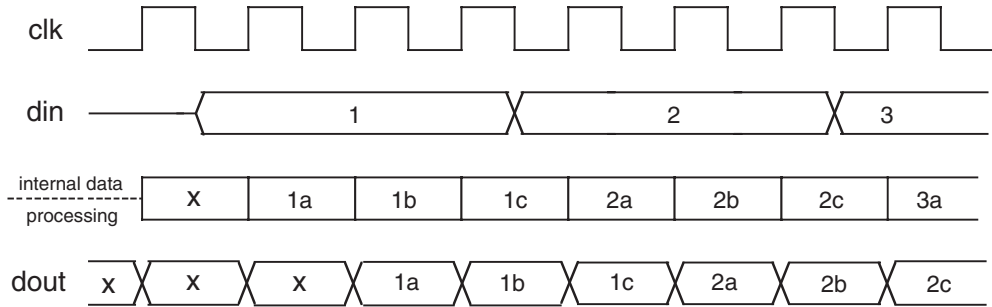 clk
din 1 2 3
internal data
processing
x 1a 1b 1c 2a 2b 2c 3a
dout x x x 1a 1b 1c 2a 2b 2c